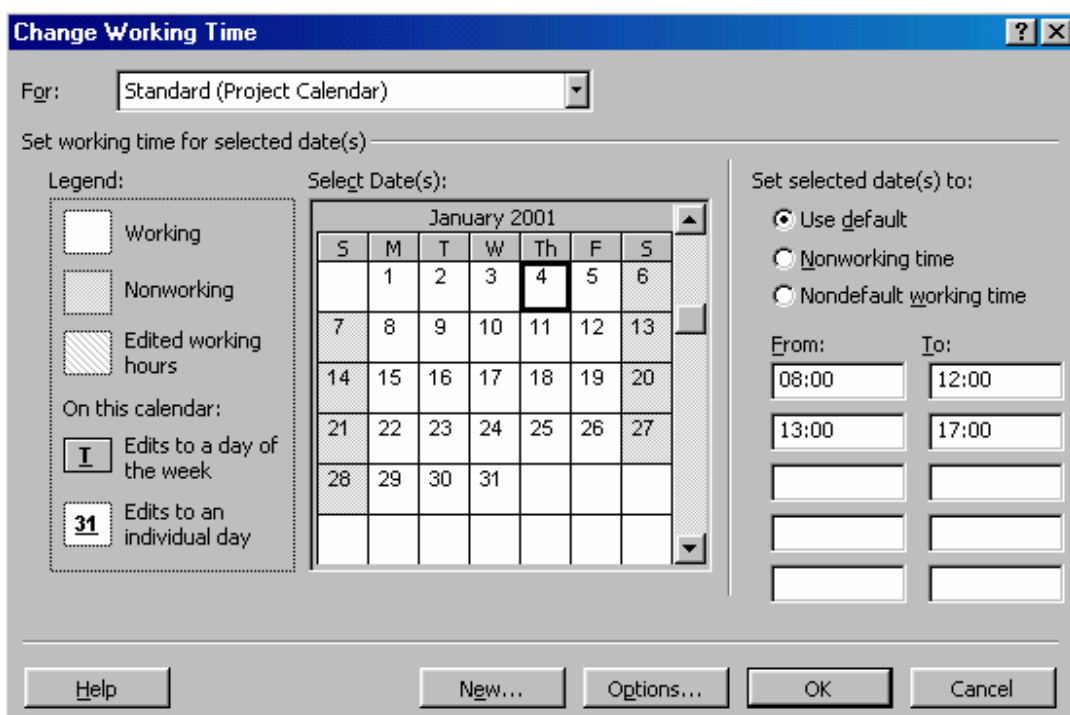 Change Working Time
For: Standard (Project Calendar)
Set working time for selected date(s)
Legend:
Working
Nonworking
Edited working
hours
On this calendar:
T Edits to a day of
the week
31 Edits to an
individual day
Select Date(s):
January 2001
S M T W Th F S
1 2 3 4 5 6
7 8 9 10 11 12 13
14 15 16 17 18 19 20
21 22 23 24 25 26 27
28 29 30 31
Set selected date(s) to:
Use default
Nonworking time
Nondefault working time
From: To:
08:00 12:00
13:00 17:00
Help New... Options... OK Cancel